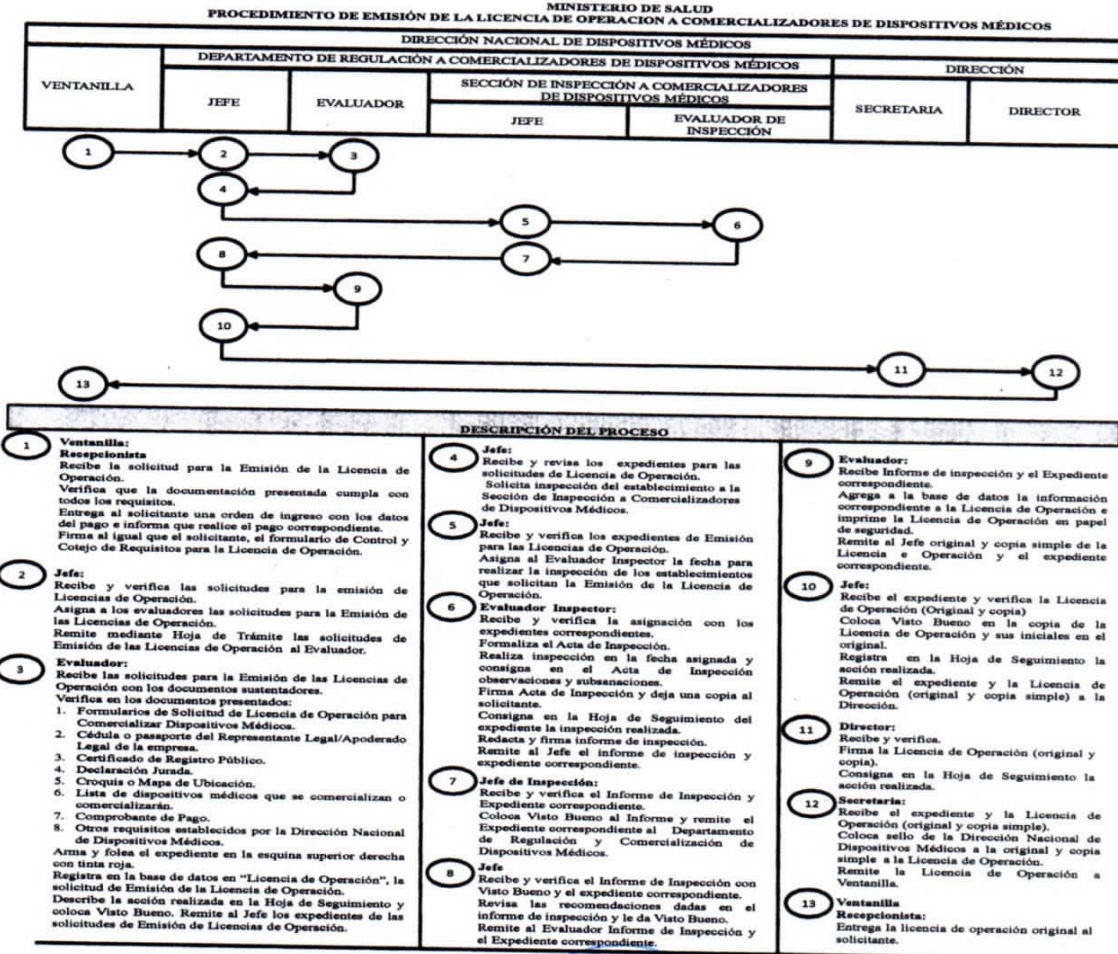 MINISTERIO DE SALUD
PROCEDIMIENTO DE EMISIÓN DE LA LICENCIA DE OPERACION A COMERCIALIZADORES DE DISPOSITIVOS MÉDICOS
DIRECCIÓN NACIONAL DE DISPOSITIVOS MÉDICOS
VENTANILLA
DEPARTAMENTO DE REGULACIÓN A COMERCIALIZADORES DE DISPOSITIVOS MÉDICOS
DIRECCIÓN
JEFE
EVALUADOR
SECCIÓN DE INSPECCIÓN A COMERCIALIZADORES
DE DISPOSITIVOS MÉDICOS
JEFE
EVALUADOR DE
INSPECCIÓN
SECRETARIA
DIRECTOR
1
2
3
4
5
6
7
8
9
10
11
12
13
DESCRIPCIÓN DEL PROCESO
1
Ventanilla:
Recepcionista
Recibe la solicitud para la Emisión de la Licencia de
Operación.
Verifica que la documentación presentada cumpla con
todos los requisitos.
Entrega al solicitante una orden de ingreso con los datos
del pago e informa que realice el pago correspondiente.
Firma al igual que el solicitante, el formulario de Control y
Cotejo de Requisitos para la Licencia de Operación.
2
Jefe:
Recibe y verifica las solicitudes para la emisión de
Licencias de Operación.
Asigna a los evaluadores las solicitudes para la Emisión de
las Licencias de Operación.
Remite mediante Hoja de Trámite las solicitudes de
Emisión de las Licencias de Operación al Evaluador.
3
Evaluador:
Recibe las solicitudes para la Emisión de las Licencias de
Operación con los documentos sustentadores.
Verifica en los documentos presentados:
1. Formularios de Solicitud de Licencia de Operación para
Comercializar Dispositivos Médicos.
2. Cédula o pasaporte del Representante Legal/Apoderado
Legal de la empresa.
3. Certificado de Registro Público.
4. Declaración Jurada.
5. Croquis o Mapa de Ubicación.
6. Lista de dispositivos médicos que se comercializan o
comercializarán.
7. Comprobante de Pago.
8. Otros requisitos establecidos por la Dirección Nacional
de Dispositivos Médicos.
Arma y folea el expediente en la esquina superior derecha
con tinta roja.
Registra en la base de datos en "Licencia de Operación", la
solicitud de Emisión de la Licencia de Operación.
Describe la acción realizada en la Hoja de Seguimiento y
coloca Visto Bueno. Remite al Jefe los expedientes de las
solicitudes de Emisión de Licencias de Operación.
4
Jefe:
Recibe y revisa los expedientes para las
solicitudes de Licencia de Operación.
Solicita inspección del establecimiento a la
Sección de Inspección a Comercializadores
de Dispositivos Médicos.
5
Jefe:
Recibe y verifica los expedientes de Emisión
para las Licencias de Operación.
Asigna al Evaluador Inspector la fecha para
realizar la inspección de los establecimientos
que solicitan la Emisión de la Licencia de
Operación.
6
Evaluador Inspector:
Recibe y verifica la asignación con los
expedientes correspondientes.
Formaliza el Acta de Inspección.
Realiza inspección en la fecha asignada y
consigna en el Acta de Inspección
observaciones y subsanaciones.
Firma Acta de Inspección y deja una copia al
solicitante.
Consigna en la Hoja de Seguimiento del
expediente la inspección realizada.
Redacta y firma informe de inspección.
Remite al Jefe el informe de inspección y
expediente correspondiente.
7
Jefe de Inspección:
Recibe y verifica el Informe de Inspección y
Expediente correspondiente.
Coloca Visto Bueno al Informe y remite el
Expediente correspondiente al Departamento
de Regulación y Comercialización de
Dispositivos Médicos.
8
Jefe
Recibe y verifica el Informe de Inspección con
Visto Bueno y el expediente correspondiente.
Revisa las recomendaciones dadas en el
informe de inspección y le da Visto Bueno.
Remite al Evaluador Informe de Inspección y
el Expediente correspondiente.
9
Evaluador:
Recibe Informe de inspección y el Expediente
correspondiente.
Agrega a la base de datos la información
correspondiente a la Licencia de Operación e
imprime la Licencia de Operación en papel
de seguridad.
Remite al Jefe original y copia simple de la
Licencia e Operación y el expediente
correspondiente.
10
Jefe:
Recibe el expediente y verifica la Licencia
de Operación (Original y copia)
Coloca Visto Bueno en la copia de la
Licencia de Operación y sus iniciales en el
original.
Registra en la Hoja de Seguimiento la
acción realizada.
Remite el expediente y la Licencia de
Operación (original y copia simple) a la
Dirección.
11
Director:
Recibe y verifica.
Firma la Licencia de Operación (original y
copia).
Consigna en la Hoja de Seguimiento la
acción realizada.
12
Secretaria:
Recibe el expediente y la Licencia de
Operación (original y copia simple).
Coloca sello de la Dirección Nacional de
Dispositivos Médicos a la original y copia
simple a la Licencia de Operación.
Remite la Licencia de Operación a
Ventanilla.
13
Ventanilla
Recepcionista:
Entrega la licencia de operación original al
solicitante.